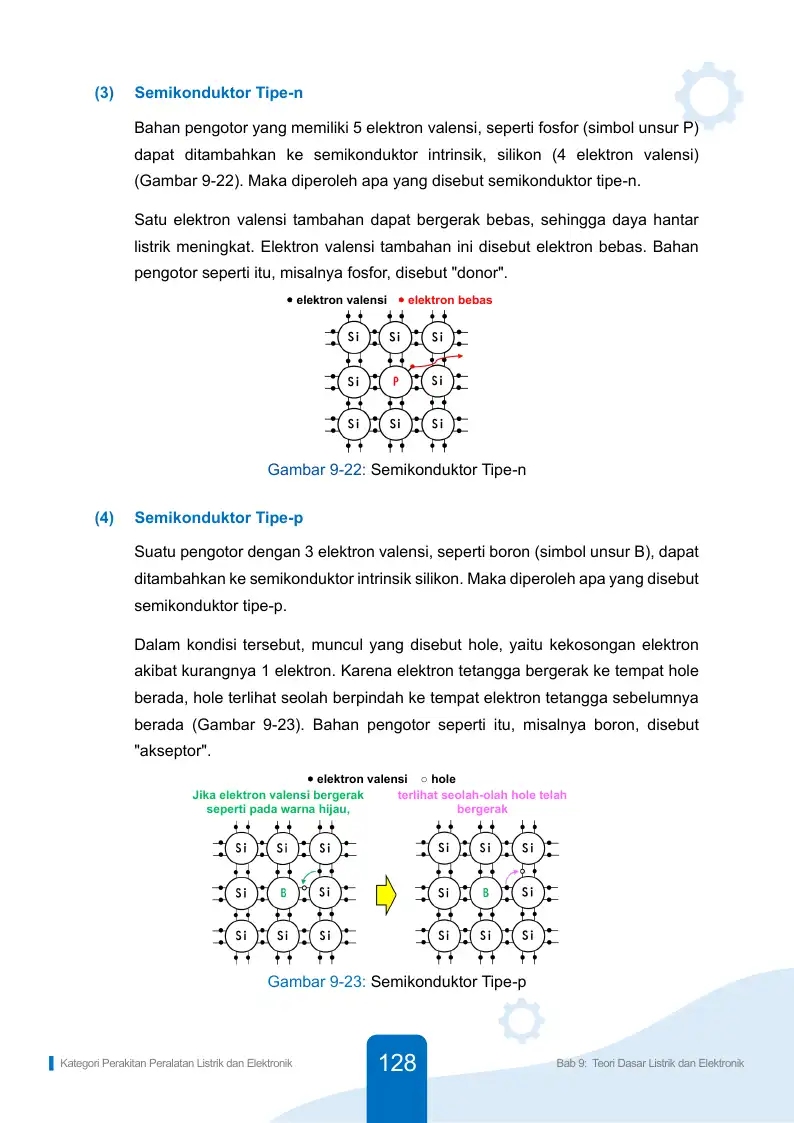 (3) Semikonduktor Tipe-n
Bahan pengotor yang memiliki 5 elektron valensi, seperti fosfor (simbol unsur P)
dapat ditambahkan ke semikonduktor intrinsik, silikon (4 elektron valensi)
(Gambar 9-22). Maka diperoleh apa yang disebut semikonduktor tipe-n.
Satu elektron valensi tambahan dapat bergerak bebas, sehingga daya hantar
listrik meningkat. Elektron valensi tambahan ini disebut elektron bebas. Bahan
pengotor seperti itu, misalnya fosfor, disebut "donor".
● elektron valensi ● elektron bebas
Si Si Si
Si P Si
Si Si Si
Gambar 9-22: Semikonduktor Tipe-n
(4) Semikonduktor Tipe-p
Suatu pengotor dengan 3 elektron valensi, seperti boron (simbol unsur B), dapat
ditambahkan ke semikonduktor intrinsik silikon. Maka diperoleh apa yang disebut
semikonduktor tipe-p.
Dalam kondisi tersebut, muncul yang disebut hole, yaitu kekosongan elektron
akibat kurangnya 1 elektron. Karena elektron tetangga bergerak ke tempat hole
berada, hole terlihat seolah berpindah ke tempat elektron tetangga sebelumnya
berada (Gambar 9-23). Bahan pengotor seperti itu, misalnya boron, disebut
"akseptor".
● elektron valensi ○ hole
Jika elektron valensi bergerak
seperti pada warna hijau,
terlihat seolah-olah hole telah
bergerak
Si Si Si
Si B Si
Si Si Si
Si Si Si
Si B Si
Si Si Si
Gambar 9-23: Semikonduktor Tipe-p
Kategori Perakitan Peralatan Listrik dan Elektronik
128
Bab 9: Teori Dasar Listrik dan Elektronik